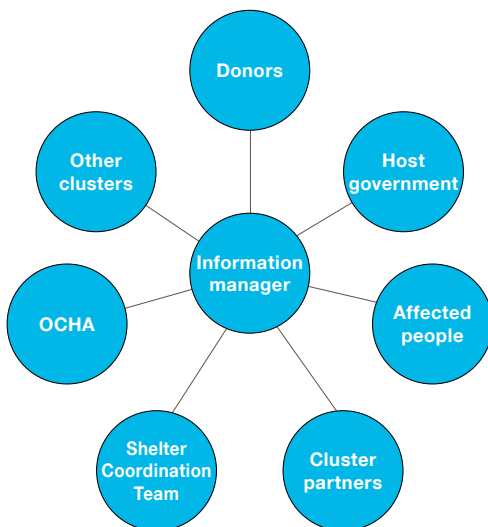 Donors
Other
clusters
Host
government
Information
manager
OCHA
Affected
people
Shelter
Coordination
Team
Cluster
partners